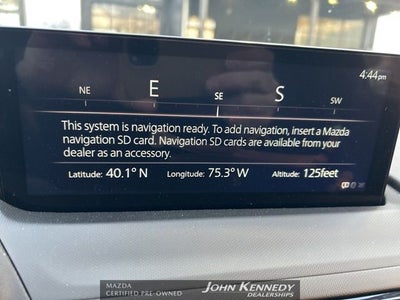 4:44 pm
NE E SE S SW
This system is navigation ready. To add navigation, insert a Mazda
navigation SD card. Navigation SD cards are available from your
dealer as an accessory.
Latitude: 40.1° N Longitude: 75.3° W Altitude: 125feet
MAZDA
CERTIFIED PRE-OWNED
JOHN KENNEDY
DEALERSHIPS